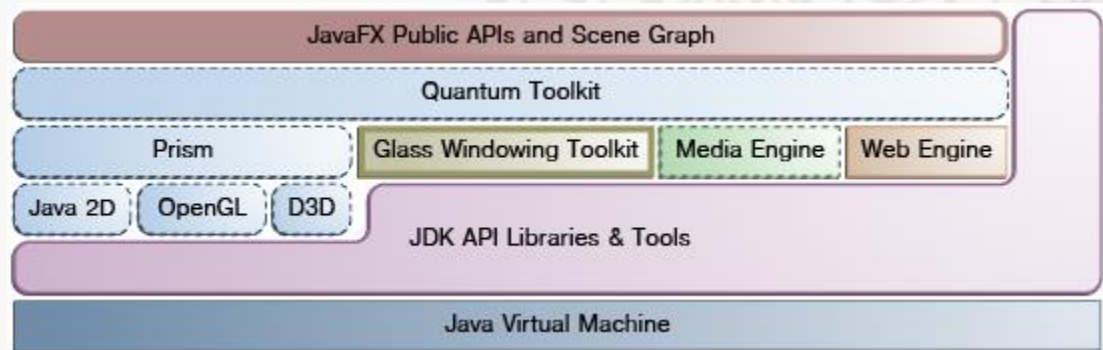 JavaFX Public APIs and Scene Graph
Quantum Toolkit
Prism
Glass Windowing Toolkit
Media Engine
Web Engine
Java 2D
OpenGL
D3D
JDK API Libraries & Tools
Java Virtual Machine